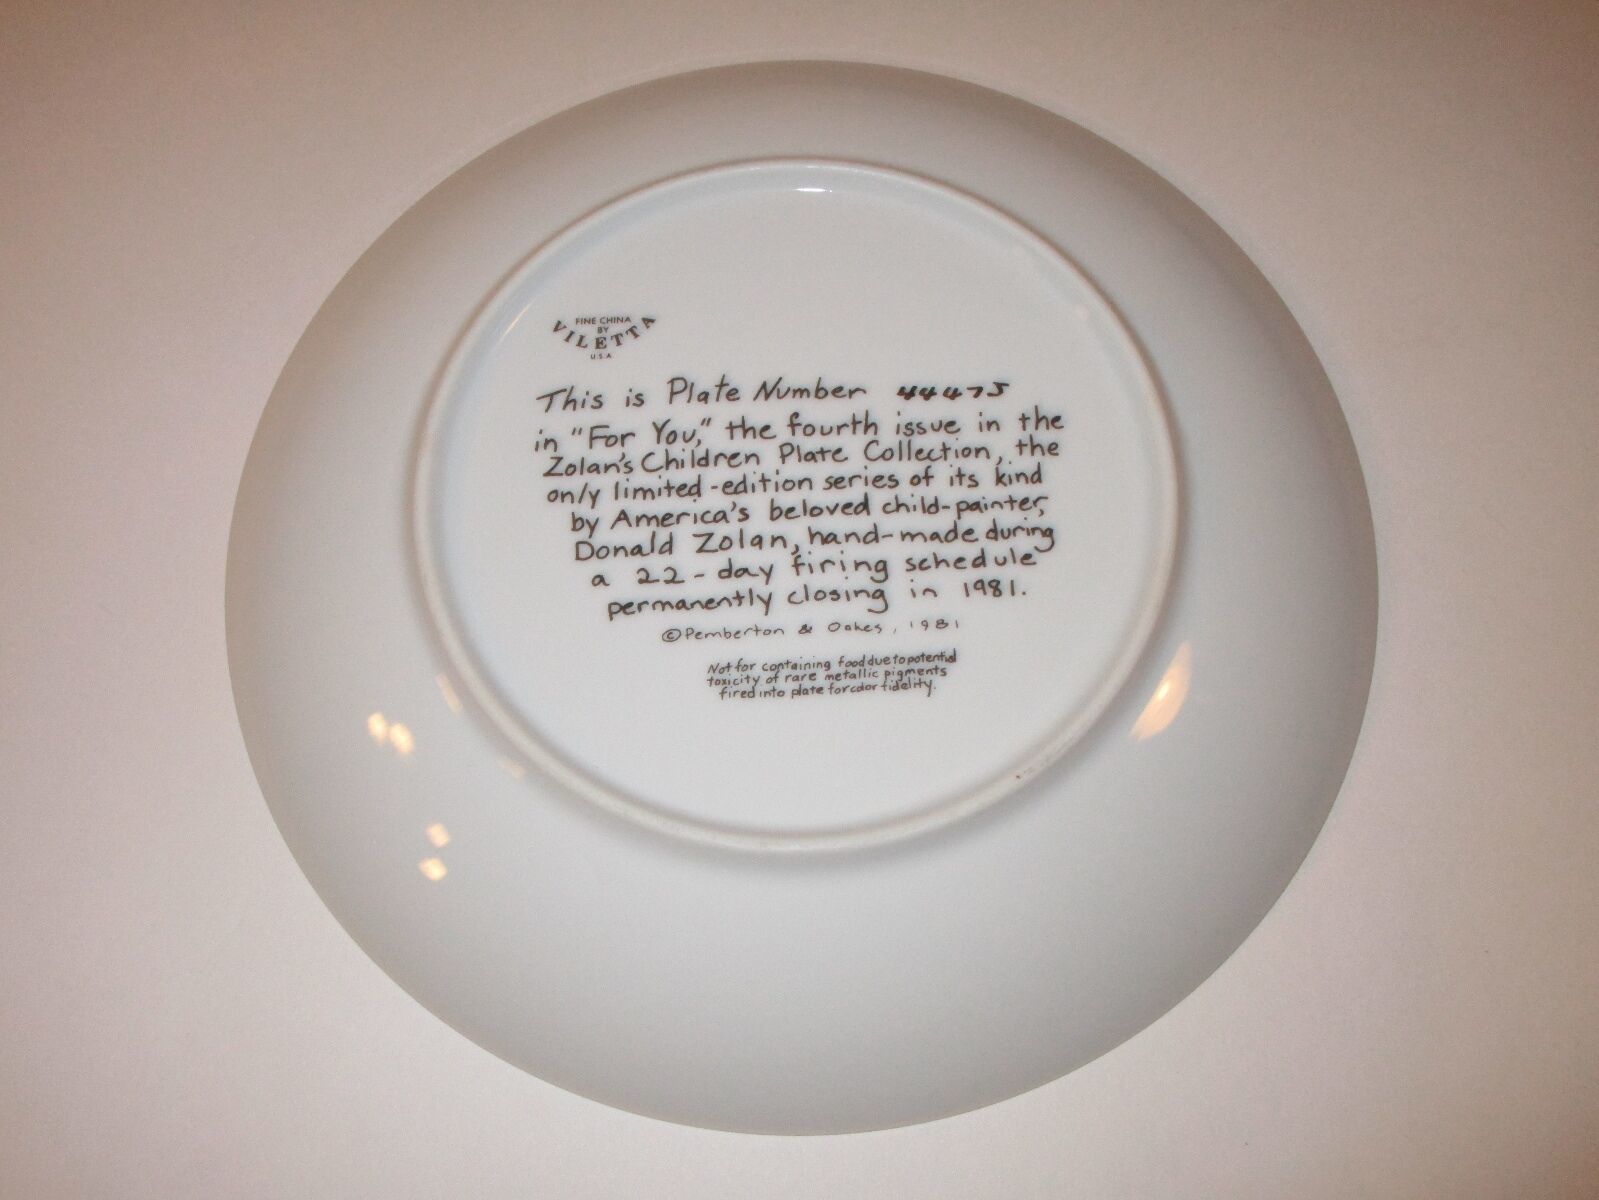 FINE CHINA
BY
VILETTA
U.S.A
This is Plate Number 44475
in "For You," the fourth issue in the
Zolan's Children Plate Collection, the
only limited-edition series of its kind
by America's beloved child-painter,
Donald Zolan, hand-made during
a 22-day firing schedule
permanently closing in 1981.
©Pemberton & Oakes, 1981
Not for containing food due to potential
toxicity of rare metallic pigments
fired into plate for color fidelity.